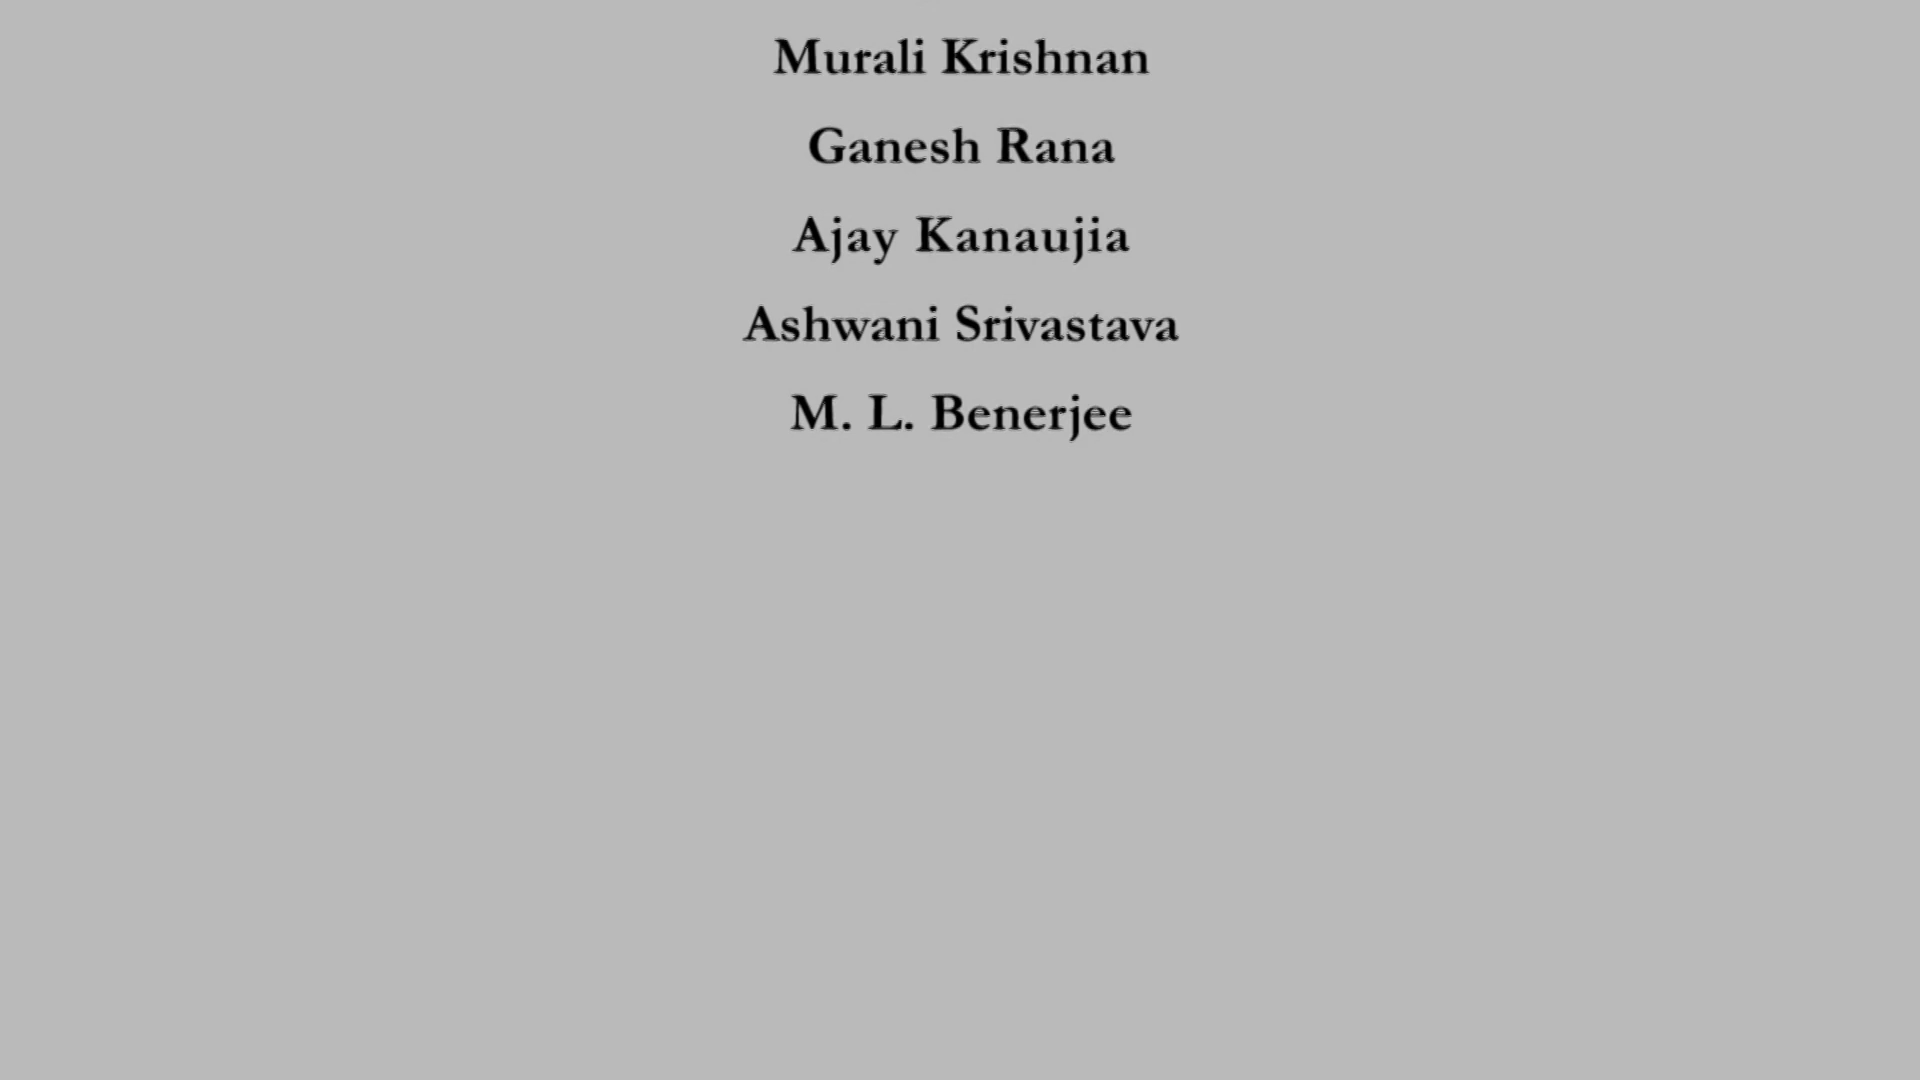 Murali Krishnan
Ganesh Rana
Ajay Kanaujia
Ashwani Srivastava
M. L. Benerjee